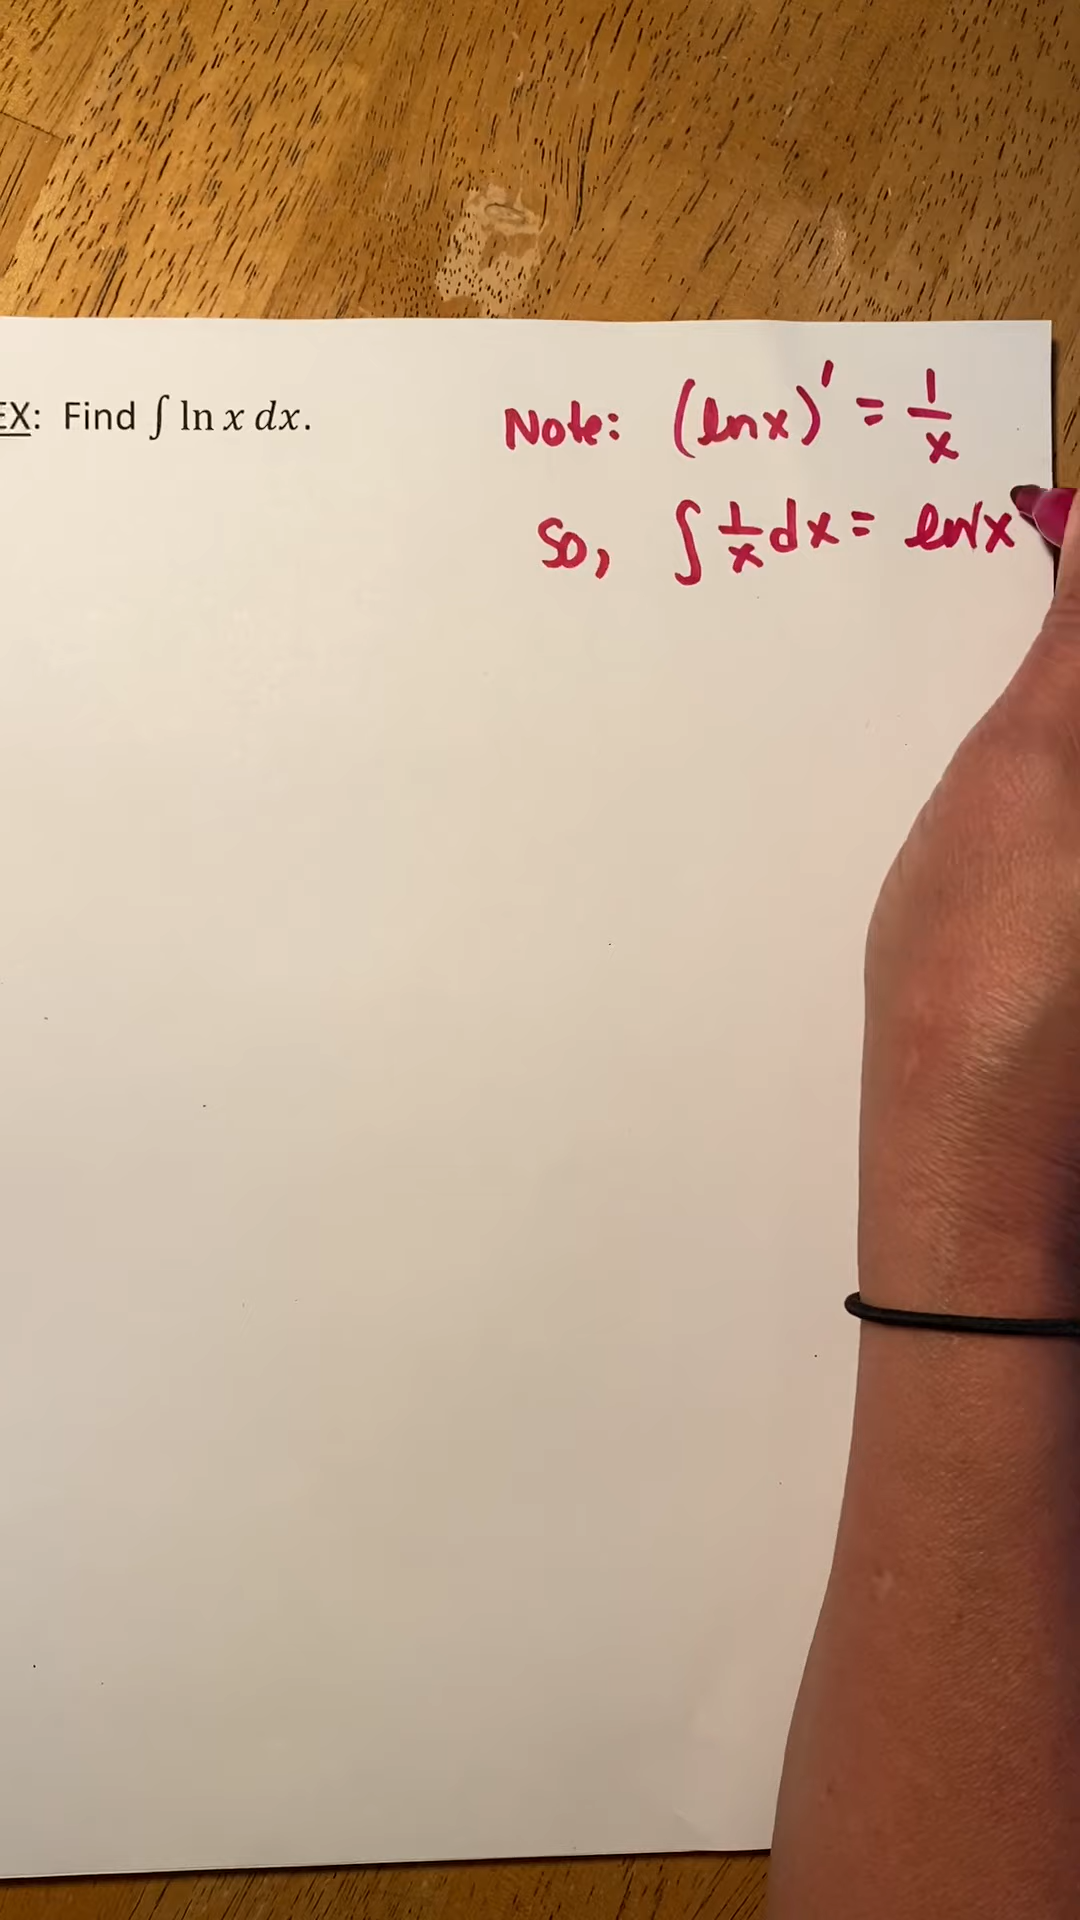 EX: Find ∫ ln x dx.
Note: (ln x)' = 1/x
So, ∫ 1/x dx = ln|x